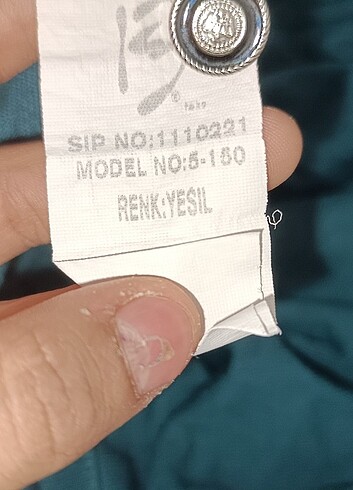 SIP NO:1110221
MODEL NO:5-150
RENK:YESIL